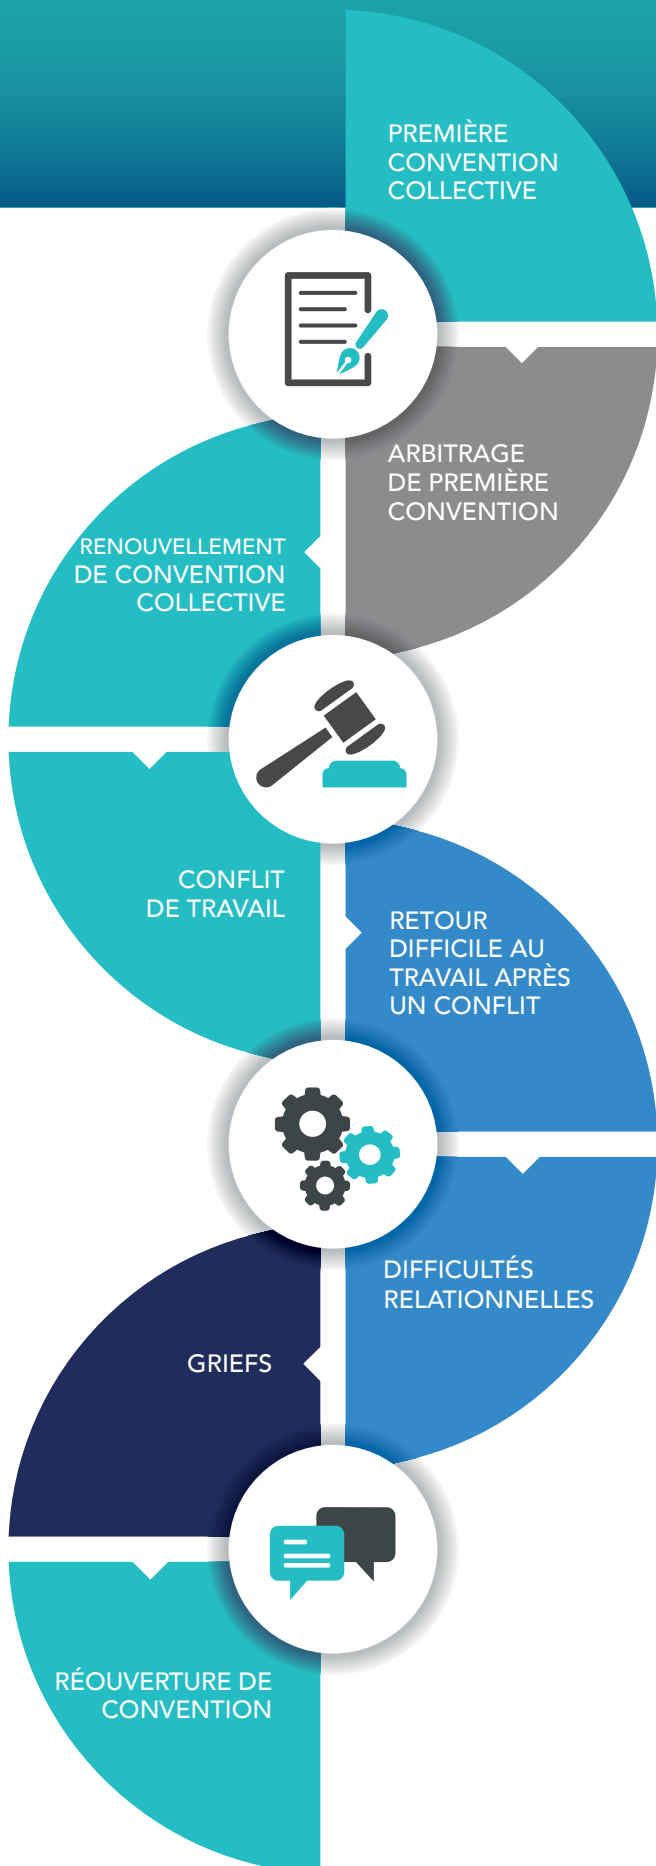 PREMIÈRE
CONVENTION
COLLECTIVE
ARBITRAGE
DE PREMIÈRE
CONVENTION
RENOUVELLEMENT
DE CONVENTION
COLLECTIVE
CONFLIT
DE TRAVAIL
RETOUR
DIFFICILE AU
TRAVAIL APRÈS
UN CONFLIT
DIFFICULTÉS
RELATIONNELLES
GRIEFS
RÉOUVERTURE DE
CONVENTION